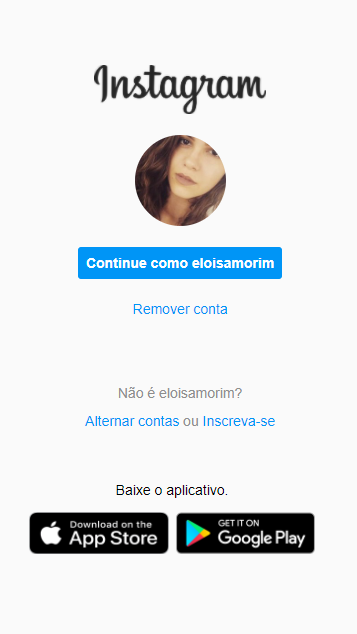 Instagram
Continue como eloisamorim
Remover conta
Não é eloisamorim?
Alternar contas ou Inscreva-se
Baixe o aplicativo.
Download on the
App Store
GET IT ON
Google Play